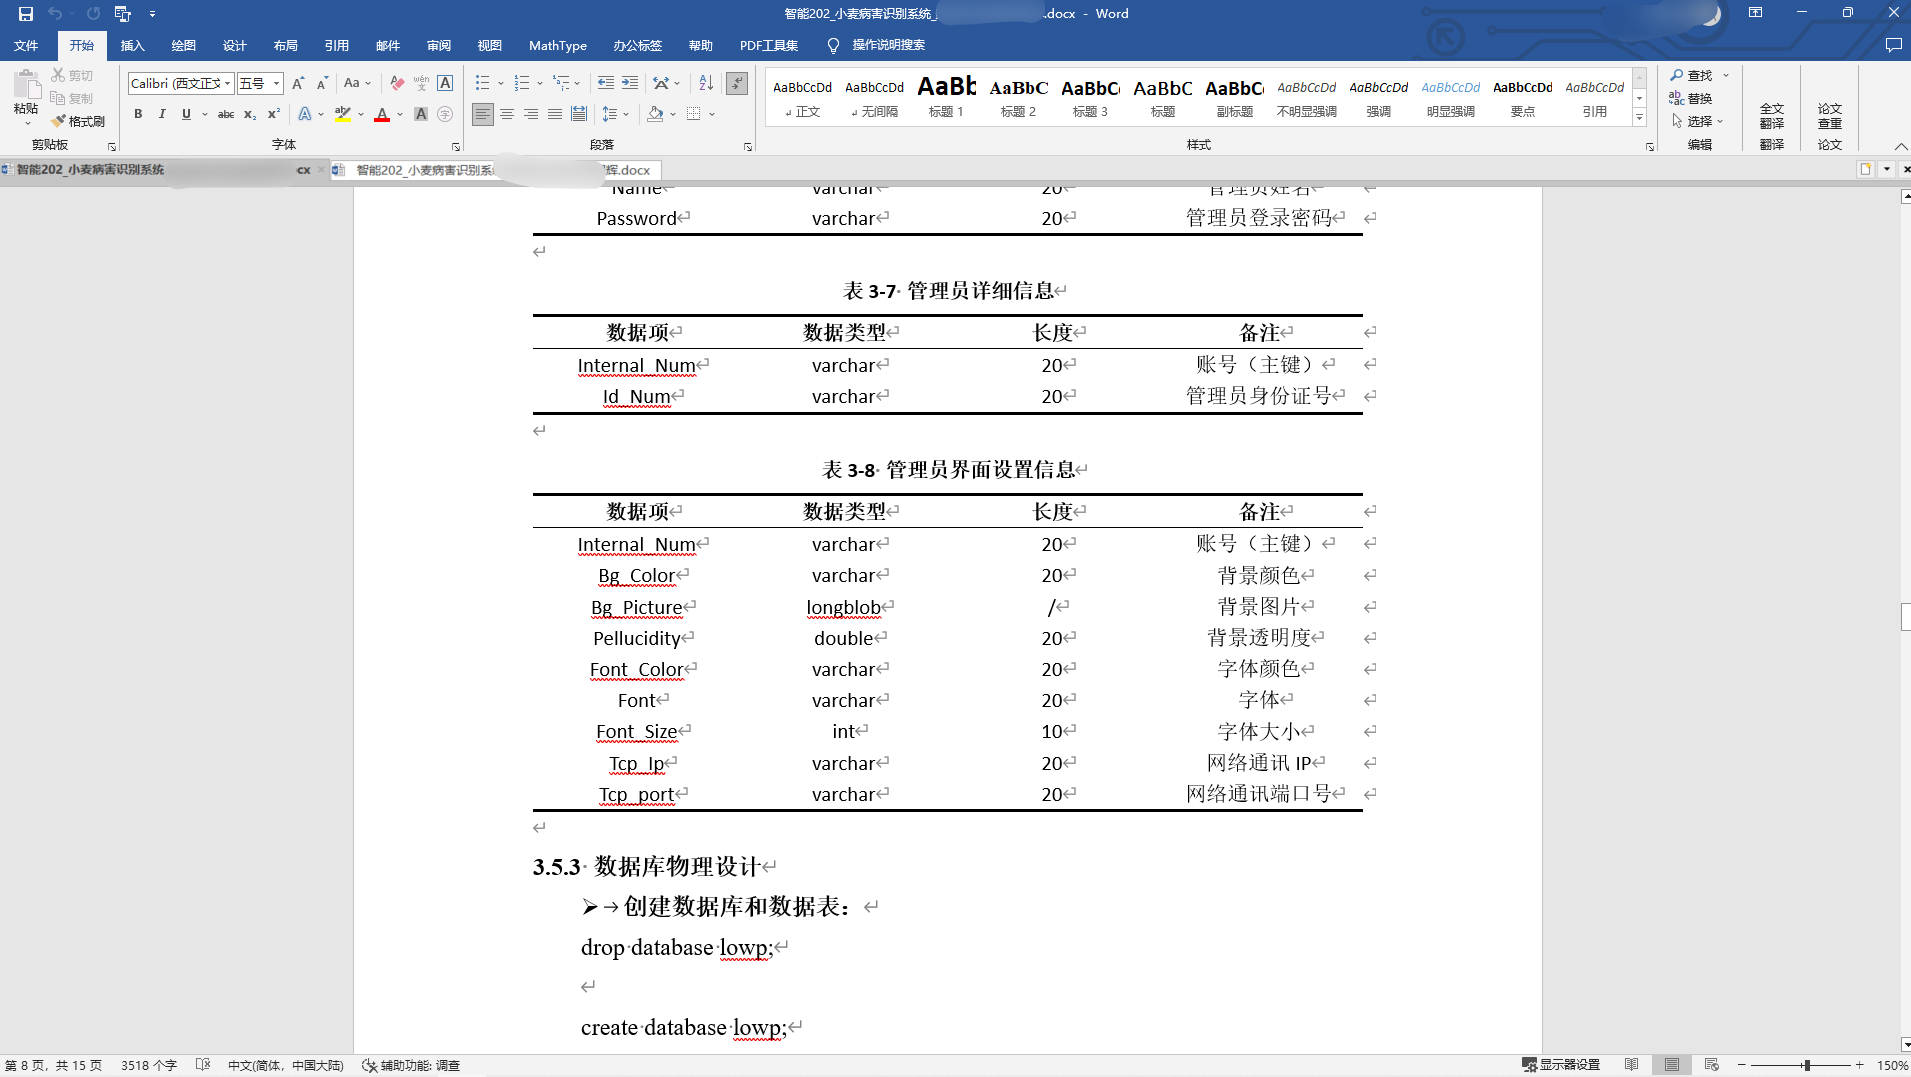 智能202_小麦病害识别系统_ .docx - Word
文件 开始 插入 绘图 设计 布局 引用 邮件 审阅 视图 MathType 办公标签 帮助 PDF工具集 操作说明搜索
粘贴 剪切 复制 格式刷
剪贴板
Calibri (西文正文 五号
字体
段落
AaBbCcDd AaBbCcDd AaBb AaBbC AaBbC AaBbC AaBbC AaBbCcDd AaBbCcDd AaBbCcDd AaBbCcDd AaBbCcDd
正文 无间隔 标题 1 标题 2 标题 3 标题 副标题 不明显强调 强调 明显强调 要点 引用
样式
查找 替换 选择
编辑
全文翻译
翻译
论文查重
论文
智能202_小麦病害识别系统 cx
智能202_小麦病害识别系 辉.docx
Name varchar 20 管理员姓名
Password varchar 20 管理员登录密码
表 3-7 管理员详细信息
数据项 数据类型 长度 备注
Internal_Num varchar 20 账号（主键）
Id_Num varchar 20 管理员身份证号
表 3-8 管理员界面设置信息
数据项 数据类型 长度 备注
Internal_Num varchar 20 账号（主键）
Bg_Color varchar 20 背景颜色
Bg_Picture longblob / 背景图片
Pellucidity double 20 背景透明度
Font_Color varchar 20 字体颜色
Font varchar 20 字体
Font_Size int 10 字体大小
Tcp_Ip varchar 20 网络通讯 IP
Tcp_port varchar 20 网络通讯端口号
3.5.3 数据库物理设计
创建数据库和数据表：
drop database lowp;
create database lowp;
第 8 页，共 15 页 3518 个字 中文(简体，中国大陆) 辅助功能: 调查 显示器设置 150%